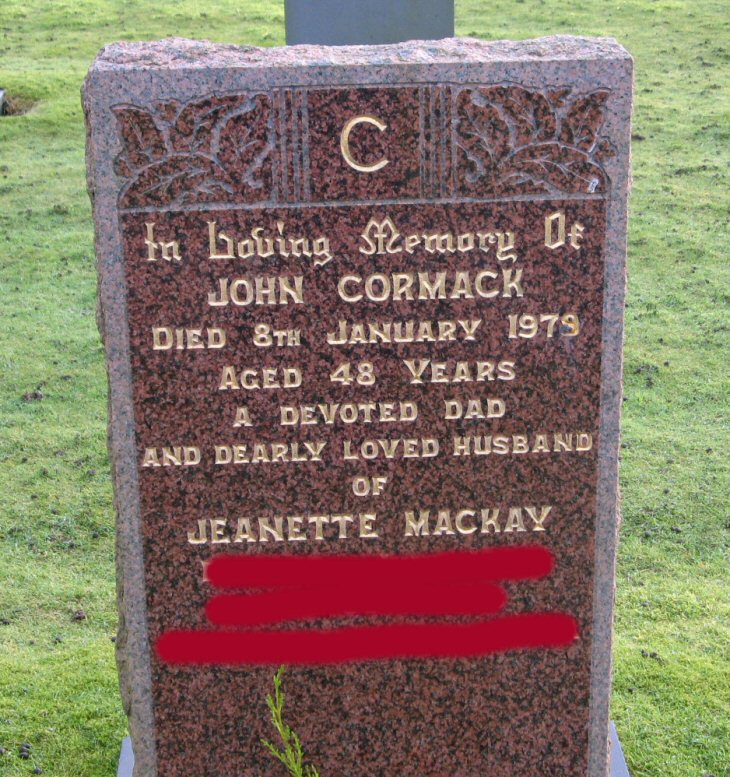 C
In Loving Memory Of
JOHN CORMACK
DIED 8TH JANUARY 1979
AGED 48 YEARS
A DEVOTED DAD
AND DEARLY LOVED HUSBAND
OF
JEANETTE MACKAY